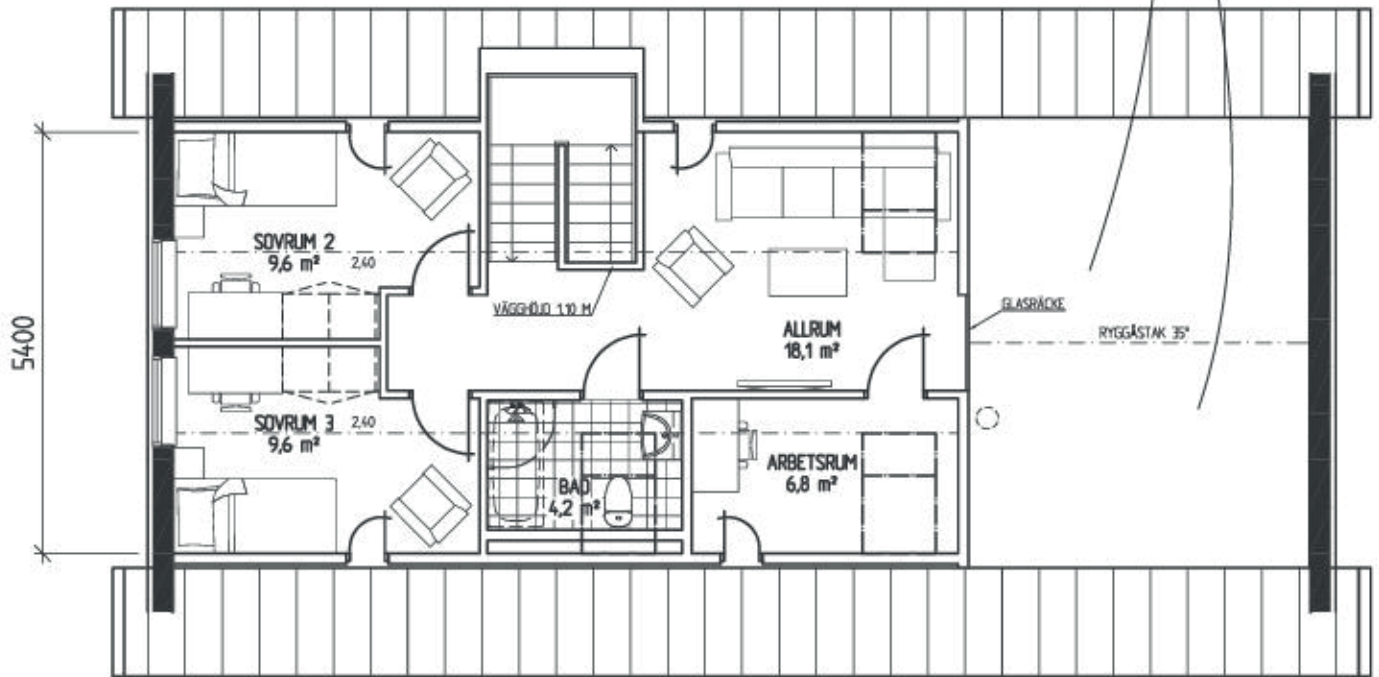 SOVRUM 2
9,6 m²
2,40
VÄGGHÖJD 1,10 M
ALLRUM
18,1 m²
GLASRÄCKE
RYGGÅSTAK 35°
5400
SOVRUM 3
9,6 m²
2,40
BAD
4,2 m²
ARBETSRUM
6,8 m²